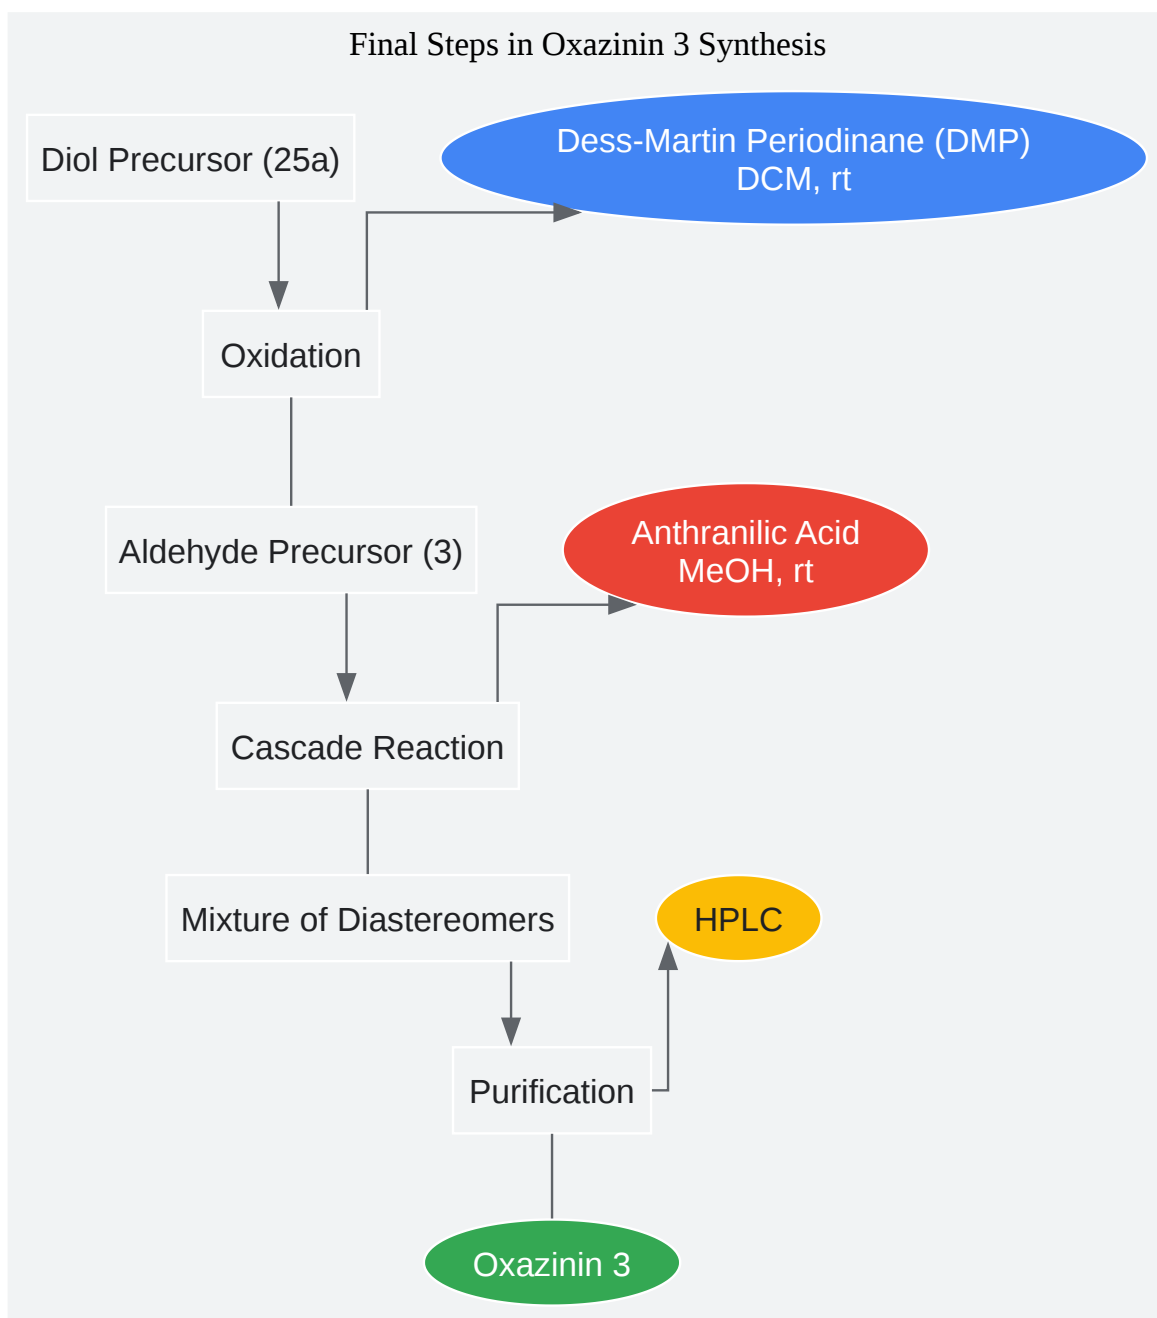 Final Steps in Oxazinin 3 Synthesis
Diol Precursor (25a)
Dess-Martin Periodinane (DMP)
DCM, rt
Oxidation
Aldehyde Precursor (3)
Anthranilic Acid
MeOH, rt
Cascade Reaction
Mixture of Diastereomers
HPLC
Purification
Oxazinin 3